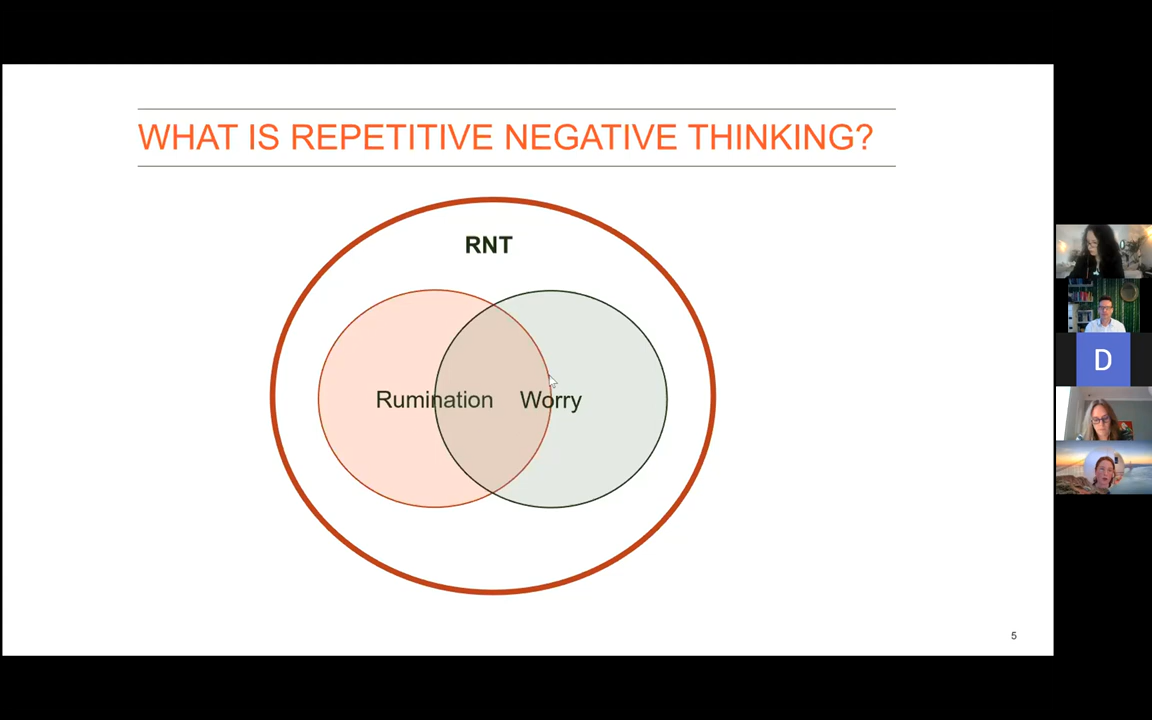 WHAT IS REPETITIVE NEGATIVE THINKING?
RNT
Rumination Worry
D
5